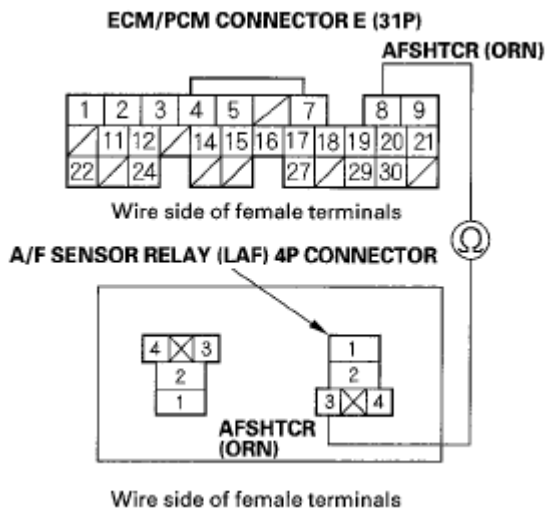 ECM/PCM CONNECTOR E (31P)
AFSHTCR (ORN)
1 2 3 4 5 7 8 9
11 12 14 15 16 17 18 19 20 21
22 24 27 29 30
Wire side of female terminals
Ω
A/F SENSOR RELAY (LAF) 4P CONNECTOR
4 3 1
2 2
1 3 4
AFSHTCR
(ORN)
Wire side of female terminals